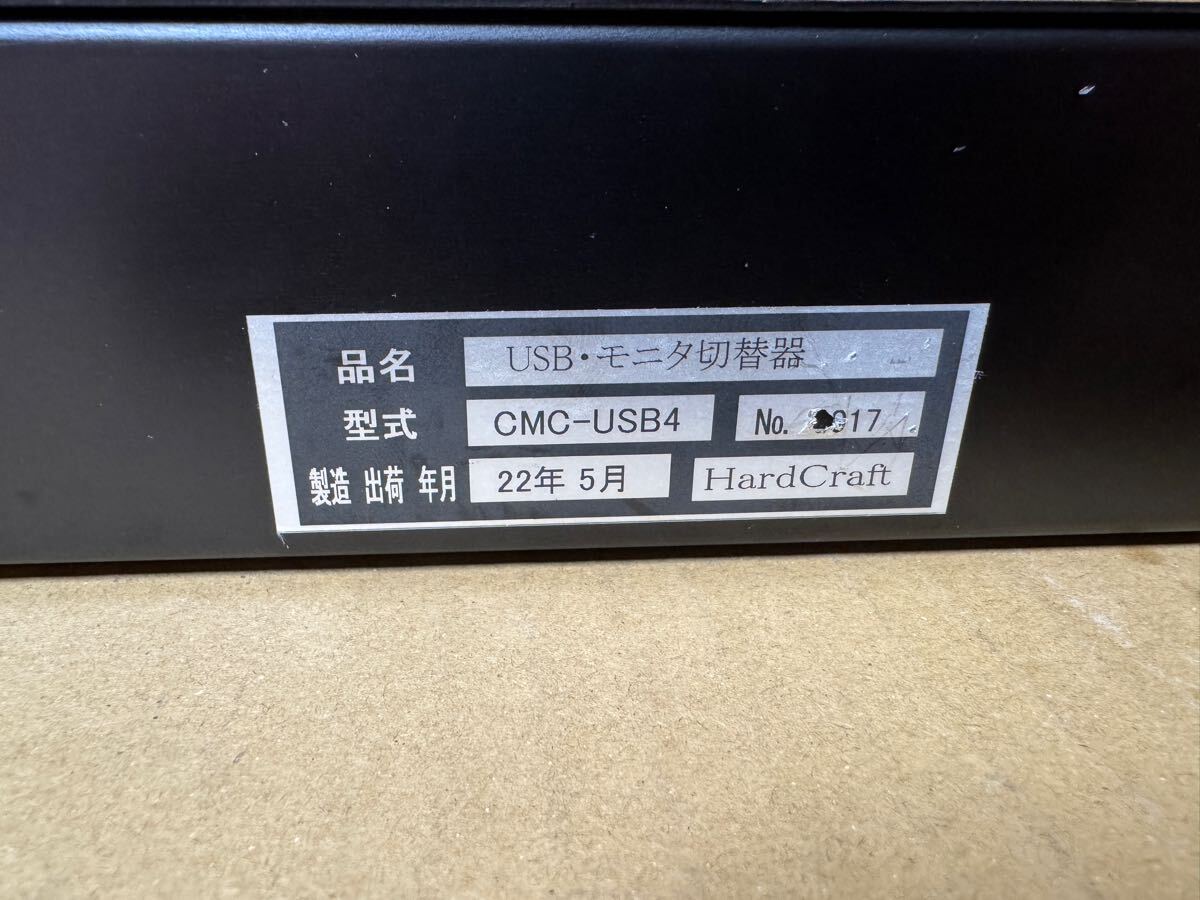 品名 USB・モニタ切替器
型式 CMC-USB4 No.
製造 出荷 年月 22年 5月 HardCraft